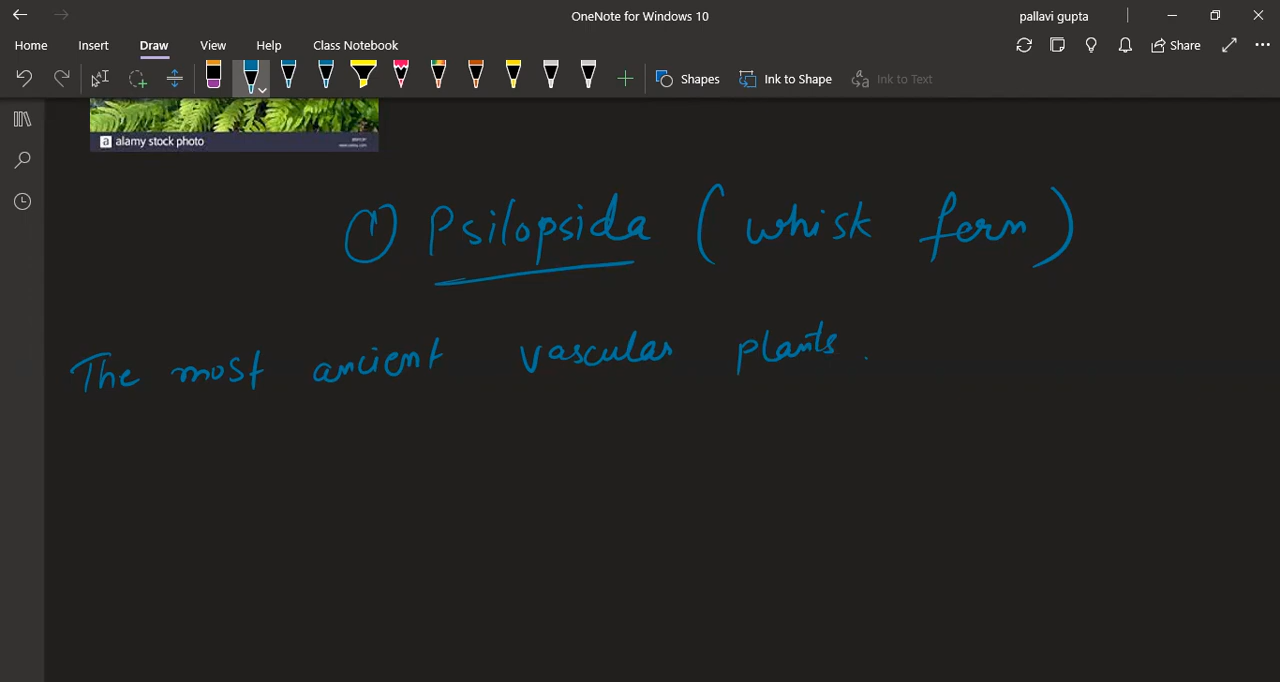 OneNote for Windows 10
pallavi gupta
Home Insert Draw View Help Class Notebook
Share
Shapes Ink to Shape Ink to Text
a alamy stock photo
① Psilopsida (whisk fern)
The most ancient vascular plants.